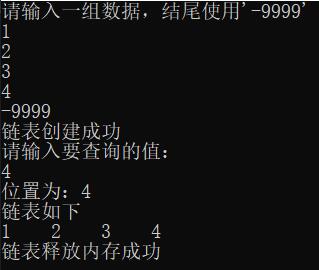 请输入一组数据，结尾使用'-9999'
1
2
3
4
-9999
链表创建成功
请输入要查询的值：
4
位置为：4
链表如下
1    2    3    4
链表释放内存成功